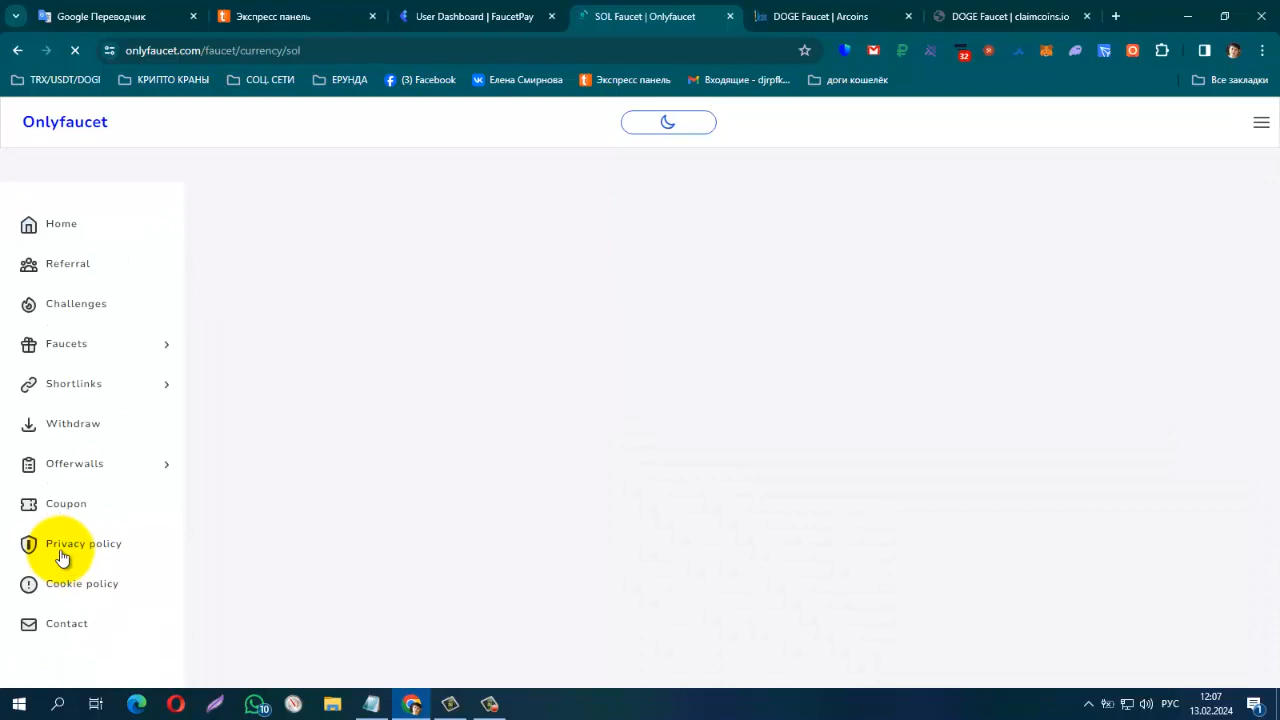 Google Переводчик
Экспресс панель
User Dashboard | FaucetPay
SOL Faucet | Onlyfaucet
DOGE Faucet | Arcoins
DOGE Faucet | claimcoins.io
onlyfaucet.com/faucet/currency/sol
32
TRX/USDT/DOGI
КРИПТО КРАНЫ
СОЦ. СЕТИ
ЕРУНДА
(3) Facebook
Елена Смирнова
Экспресс панель
Входящие - djrpfk...
доги кошелёк
Все закладки
Onlyfaucet
Home
Referral
Challenges
Faucets
Shortlinks
Withdraw
Offerwalls
Coupon
Privacy policy
Cookie policy
Contact
10
РУС
12:07
13.02.2024
1